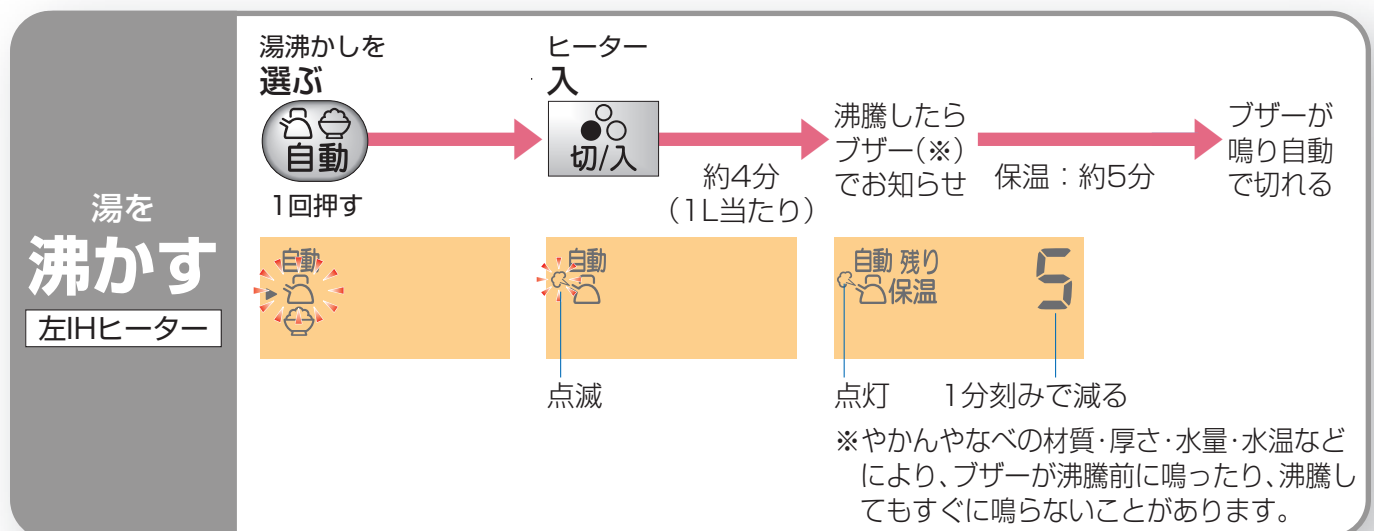 湯を
沸かす
左IHヒーター
湯沸かしを
選ぶ
自動
1回押す
ヒーター
入
切/入
約4分
(1L当たり)
沸騰したら
ブザー(※)
でお知らせ
保温:約5分
ブザーが
鳴り自動
で切れる
自動
自動
点滅
自動 残り
保温
5
点灯
1分刻みで減る
※やかんやなべの材質・厚さ・水量・水温など
により、ブザーが沸騰前に鳴ったり、沸騰し
てもすぐに鳴らないことがあります。